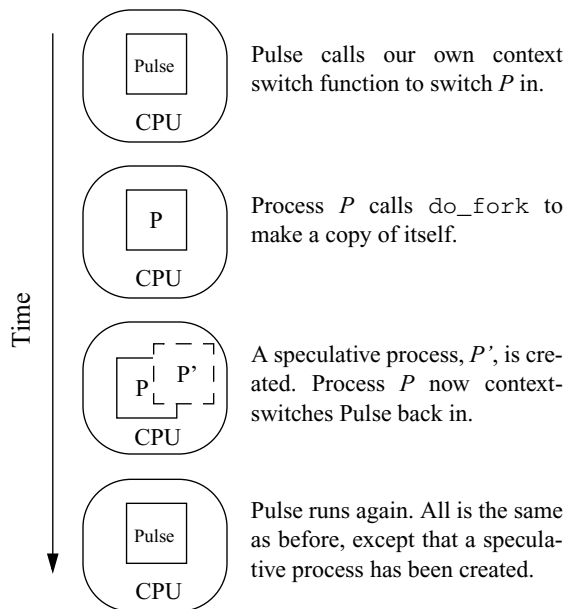 Pulse
CPU
Pulse calls our own context
switch function to switch P in.
P
CPU
Process P calls do_fork to
make a copy of itself.
Time
P P'
CPU
A speculative process, P’, is cre-
ated. Process P now context-
switches Pulse back in.
Pulse
CPU
Pulse runs again. All is the same
as before, except that a specula-
tive process has been created.